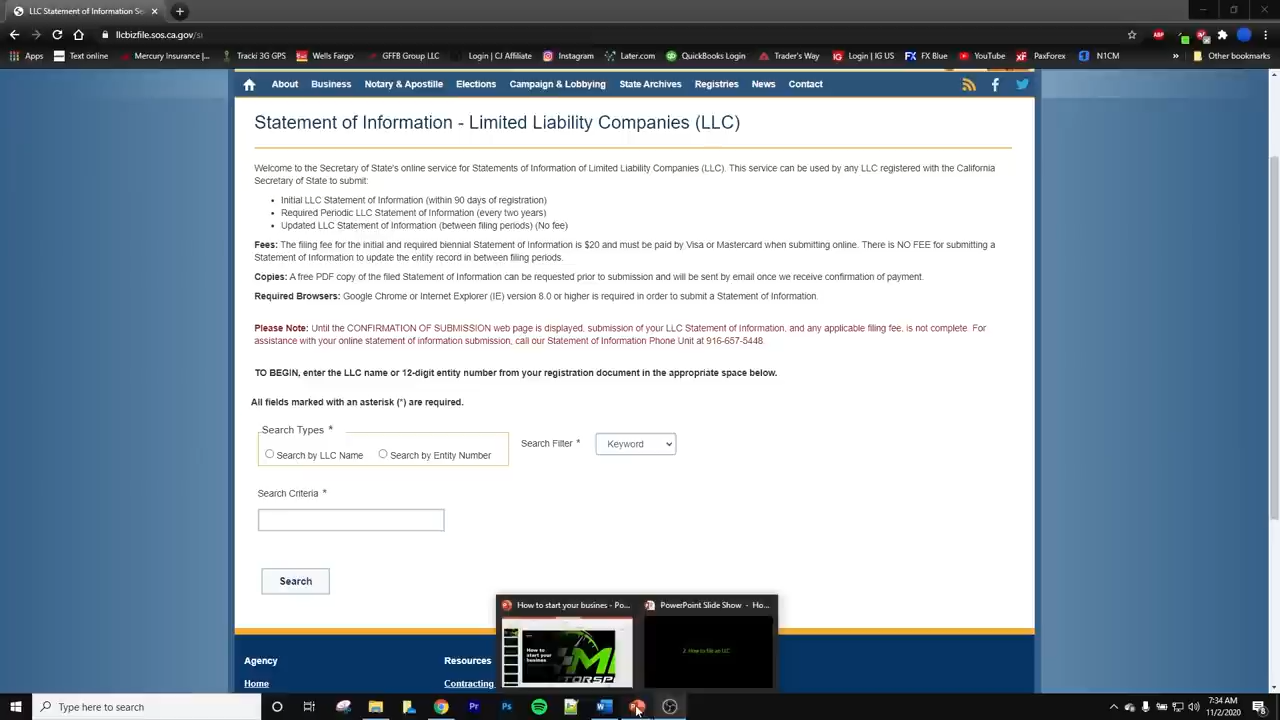 LLC Statement of Information Se
llcbizfile.sos.ca.gov/si
Apps
Text online
Mercury Insurance |...
Tracki 3G GPS
Wells Fargo
GFFB Group LLC
Login | CJ Affiliate
Instagram
Later.com
QuickBooks Login
Trader's Way
Login | IG US
FX Blue
YouTube
PaxForex
N1CM
»
Other bookmarks
About
Business
Notary & Apostille
Elections
Campaign & Lobbying
State Archives
Registries
News
Contact
Statement of Information - Limited Liability Companies (LLC)
Welcome to the Secretary of State's online service for Statements of Information of Limited Liability Companies (LLC). This service can be used by any LLC registered with the California
Secretary of State to submit:
• Initial LLC Statement of Information (within 90 days of registration)
• Required Periodic LLC Statement of Information (every two years)
• Updated LLC Statement of Information (between filing periods) (No fee)
Fees: The filing fee for the initial and required biennial Statement of Information is $20 and must be paid by Visa or Mastercard when submitting online. There is NO FEE for submitting a
Statement of Information to update the entity record in between filing periods.
Copies: A free PDF copy of the filed Statement of Information can be requested prior to submission and will be sent by email once we receive confirmation of payment.
Required Browsers: Google Chrome or Internet Explorer (IE) version 8.0 or higher is required in order to submit a Statement of Information.
Please Note: Until the CONFIRMATION OF SUBMISSION web page is displayed, submission of your LLC Statement of Information, and any applicable filing fee, is not complete. For
assistance with your online statement of information submission, call our Statement of Information Phone Unit at 916-657-5448.
TO BEGIN, enter the LLC name or 12-digit entity number from your registration document in the appropriate space below.
All fields marked with an asterisk (*) are required.
Search Types *
Search by LLC Name
Search by Entity Number
Search Filter *
Keyword
Search Criteria *
Search
How to start your busines - Po...
PowerPoint Slide Show - Ho...
How to
start your
busines
M
TORSP
2. How to file an LLC
Agency
Resources
Home
Contracting,
Type here to search
7:34 AM
11/2/2020